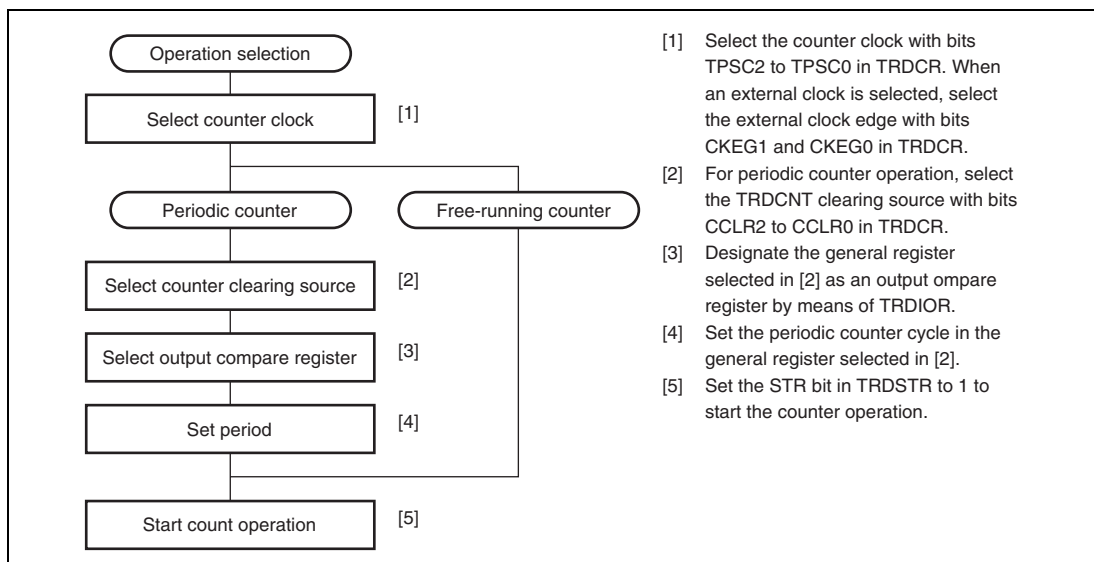 Operation selection
Select counter clock
[1]
Periodic counter
Free-running counter
Select counter clearing source
[2]
Select output compare register
[3]
Set period
[4]
Start count operation
[5]
[1] Select the counter clock with bits
TPSC2 to TPSC0 in TRDCR. When
an external clock is selected, select
the external clock edge with bits
CKEG1 and CKEG0 in TRDCR.
[2] For periodic counter operation, select
the TRDCNT clearing source with bits
CCLR2 to CCLR0 in TRDCR.
[3] Designate the general register
selected in [2] as an output ompare
register by means of TRDIOR.
[4] Set the periodic counter cycle in the
general register selected in [2].
[5] Set the STR bit in TRDSTR to 1 to
start the counter operation.